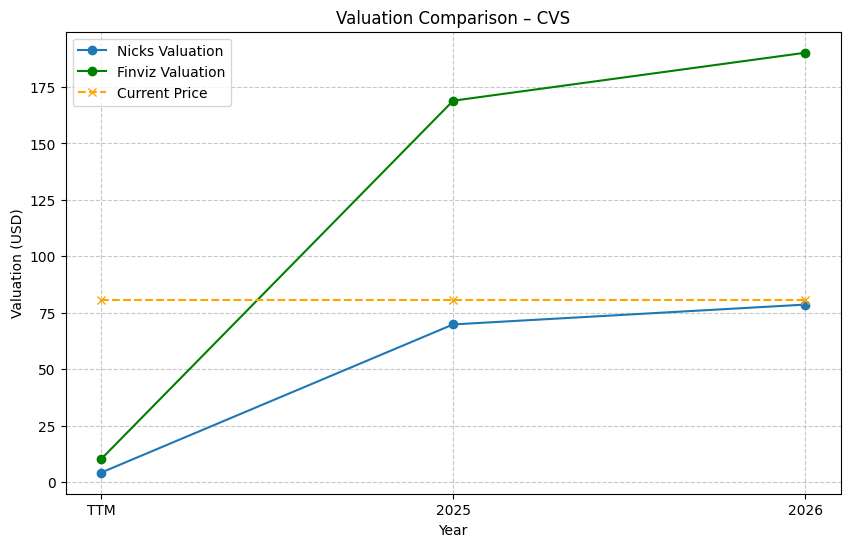 Valuation Comparison – CVS
Nicks Valuation
Finviz Valuation
Current Price
Valuation (USD)
175
150
125
100
75
50
25
0
TTM
2025
2026
Year